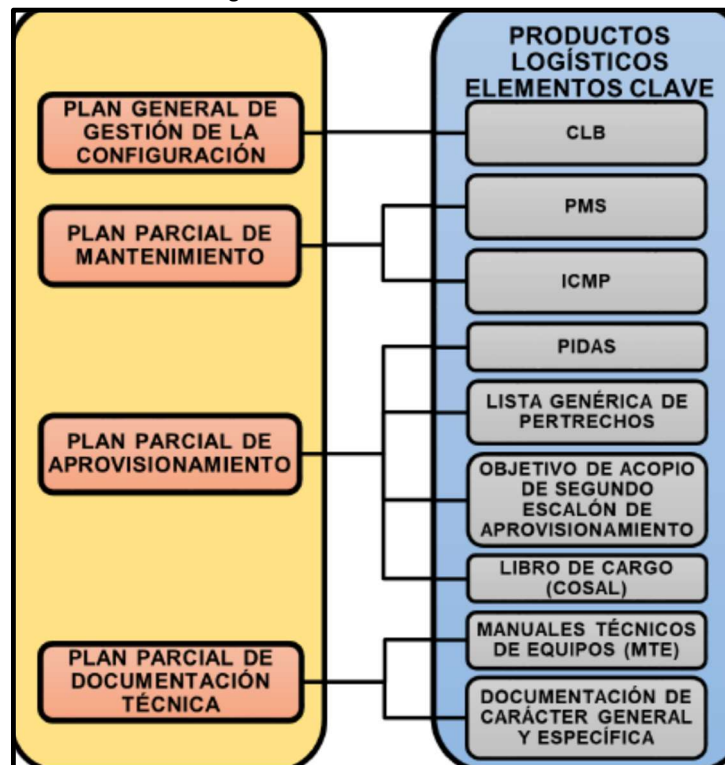 PLAN GENERAL DE
GESTIÓN DE LA
CONFIGURACIÓN
PLAN PARCIAL DE
MANTENIMIENTO
PLAN PARCIAL DE
APROVISIONAMIENTO
PLAN PARCIAL DE
DOCUMENTACIÓN
TÉCNICA
PRODUCTOS
LOGÍSTICOS
ELEMENTOS CLAVE
CLB
PMS
ICMP
PIDAS
LISTA GENÉRICA DE
PERTRECHOS
OBJETIVO DE ACOPIO
DE SEGUNDO
ESCALÓN DE
APROVISIONAMIENTO
LIBRO DE CARGO
(COSAL)
MANUALES TÉCNICOS
DE EQUIPOS (MTE)
DOCUMENTACIÓN DE
CARÁCTER GENERAL
Y ESPECÍFICA